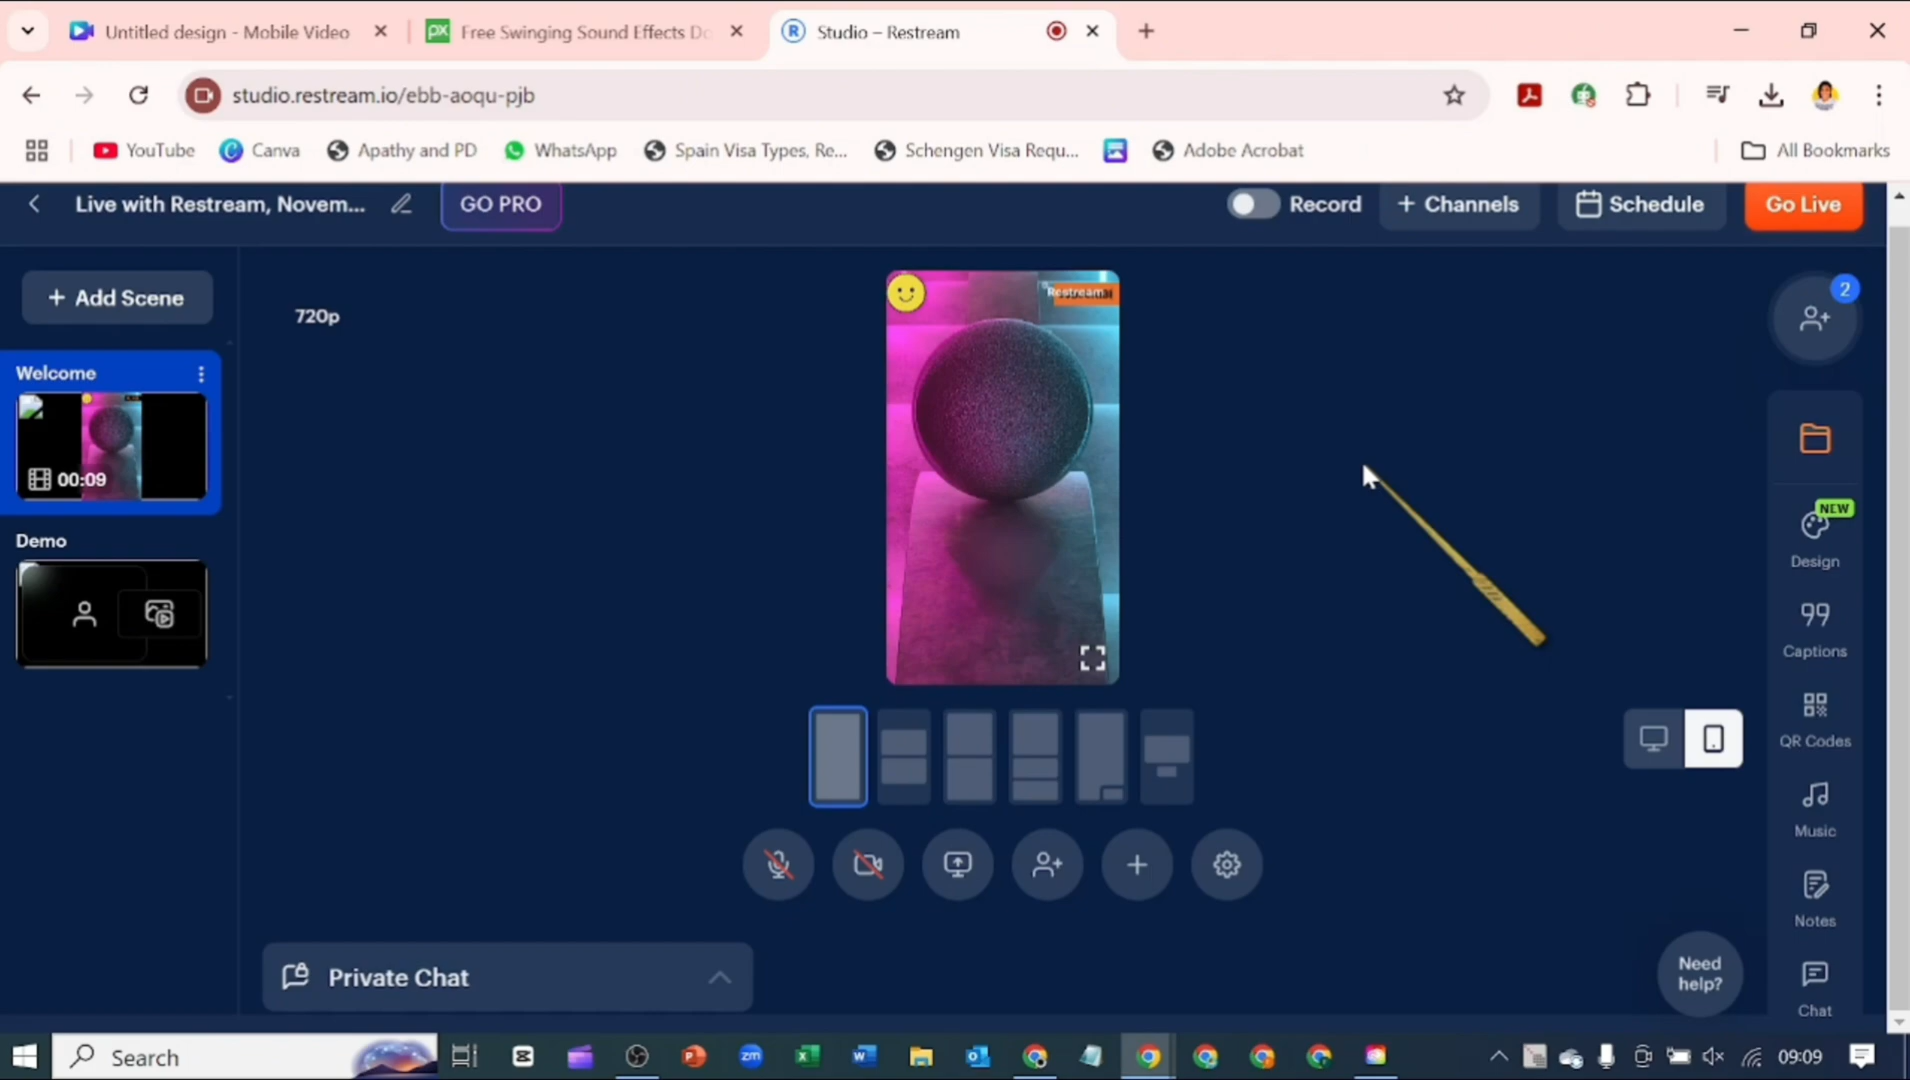 Untitled design - Mobile Video
Free Swinging Sound Effects Do
Studio – Restream
studio.restream.io/ebb-aoqu-pjb
YouTube
Canva
Apathy and PD
WhatsApp
Spain Visa Types, Re...
Schengen Visa Requ...
Adobe Acrobat
All Bookmarks
Live with Restream, Novem...
GO PRO
Record
+ Channels
Schedule
Go Live
+ Add Scene
720p
Restream
2
Welcome
00:09
Demo
NEW
Design
Captions
QR Codes
Music
Notes
Chat
Private Chat
Need
help?
Search
09:09